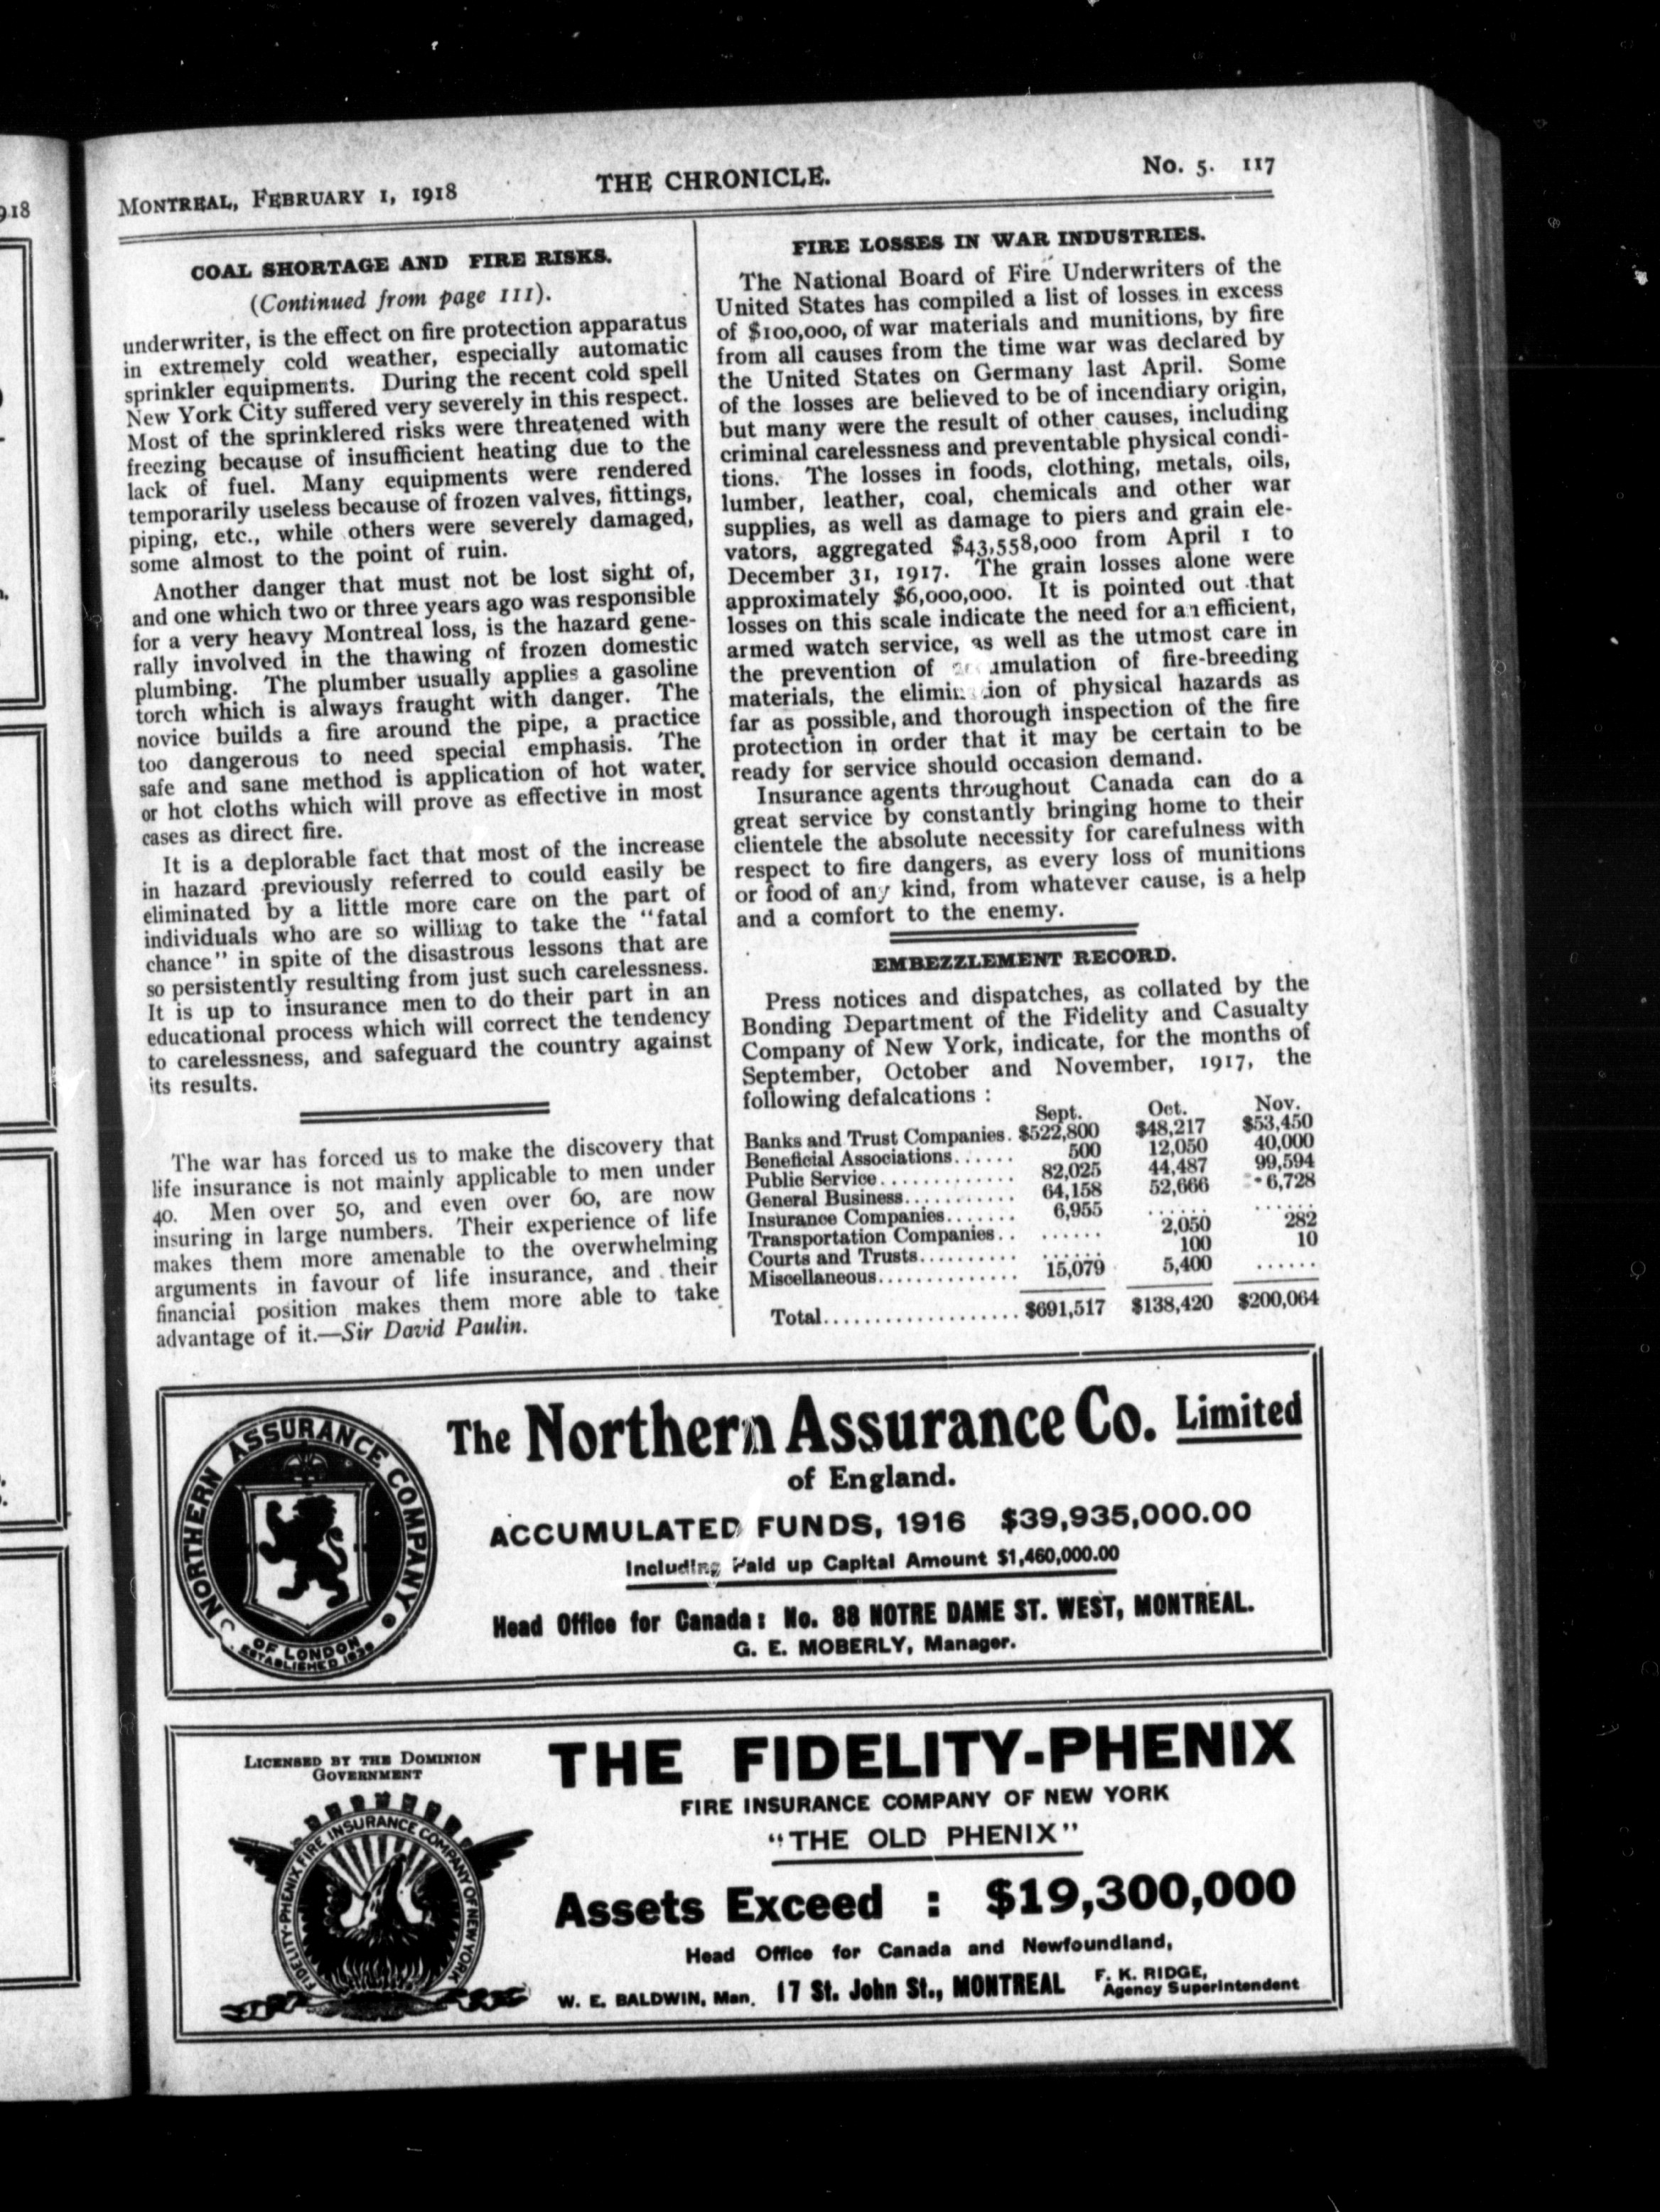 918
MONTREAL, FEBRUARY 1, 1918
THE CHRONICLE.
No. 5. 117
COAL SHORTAGE AND FIRE RISKS.
(Continued from page 111).
underwriter, is the effect on fire protection apparatus
in extremely cold weather, especially automatic
sprinkler equipments. During the recent cold spell
New York City suffered very severely in this respect.
Most of the sprinklered risks were threatened with
freezing because of insufficient heating due to the
lack of fuel. Many equipments were rendered
temporarily useless because of frozen valves, fittings,
piping, etc., while others were severely damaged,
some almost to the point of ruin.
Another danger that must not be lost sight of,
and one which two or three years ago was responsible
for a very heavy Montreal loss, is the hazard gene-
rally involved in the thawing of frozen domestic
plumbing. The plumber usually applies a gasoline
torch which is always fraught with danger. The
novice builds a fire around the pipe, a practice
too dangerous to need special emphasis. The
safe and sane method is application of hot water,
or hot cloths which will prove as effective in most
cases as direct fire.
It is a deplorable fact that most of the increase
in hazard previously referred to could easily be
eliminated by a little more care on the part of
individuals who are so willing to take the "fatal
chance" in spite of the disastrous lessons that are
so persistently resulting from just such carelessness.
It is up to insurance men to do their part in an
educational process which will correct the tendency
to carelessness, and safeguard the country against
its results.
The war has forced us to make the discovery that
life insurance is not mainly applicable to men under
40. Men over 50, and even over 60, are now
insuring in large numbers. Their experience of life
makes them more amenable to the overwhelming
arguments in favour of life insurance, and their
financial position makes them more able to take
advantage of it.—Sir David Paulin.
FIRE LOSSES IN WAR INDUSTRIES.
The National Board of Fire Underwriters of the
United States has compiled a list of losses in excess
of $100,000, of war materials and munitions, by fire
from all causes from the time war was declared by
the United States on Germany last April. Some
of the losses are believed to be of incendiary origin,
but many were the result of other causes, including
criminal carelessness and preventable physical condi-
tions. The losses in foods, clothing, metals, oils,
lumber, leather, coal, chemicals and other war
supplies, as well as damage to piers and grain ele-
vators, aggregated $43,558,000 from April 1 to
December 31, 1917. The grain losses alone were
approximately $6,000,000. It is pointed out that
losses on this scale indicate the need for an efficient,
armed watch service, as well as the utmost care in
the prevention of accumulation of fire-breeding
materials, the elimination of physical hazards as
far as possible, and thorough inspection of the fire
protection in order that it may be certain to be
ready for service should occasion demand.
Insurance agents throughout Canada can do a
great service by constantly bringing home to their
clientele the absolute necessity for carefulness with
respect to fire dangers, as every loss of munitions
or food of any kind, from whatever cause, is a help
and a comfort to the enemy.
EMBEZZLEMENT RECORD.
Press notices and dispatches, as collated by the
Bonding Department of the Fidelity and Casualty
Company of New York, indicate, for the months of
September, October and November, 1917, the
following defalcations :
Sept. Oct. Nov.
Banks and Trust Companies. $522,800 $48,217 $53,450
Beneficial Associations...... 500 12,050 40,000
Public Service............. 82,025 44,487 99,594
General Business........... 64,158 52,666 6,728
Insurance Companies....... 6,955 ...... ......
Transportation Companies.. ...... 2,050 282
Courts and Trusts.......... ...... 100 10
Miscellaneous.............. 15,079 5,400 ......
Total................... $691,517 $138,420 $200,064
NORTHERN ASSURANCE COMPANY
OF LONDON
ESTABLISHED 1836
The Northern Assurance Co. Limited
of England.
ACCUMULATED FUNDS, 1916 $39,935,000.00
Including Paid up Capital Amount $1,460,000.00
Head Office for Canada: No. 88 NOTRE DAME ST. WEST, MONTREAL.
G. E. MOBERLY, Manager.
LICENSED BY THE DOMINION
GOVERNMENT
FIDELITY-PHENIX FIRE INSURANCE COMPANY OF NEW YORK
THE FIDELITY-PHENIX
FIRE INSURANCE COMPANY OF NEW YORK
"THE OLD PHENIX"
Assets Exceed : $19,300,000
Head Office for Canada and Newfoundland,
W. E. BALDWIN, Man. 17 St. John St., MONTREAL F. K. RIDGE,
Agency Superintendent